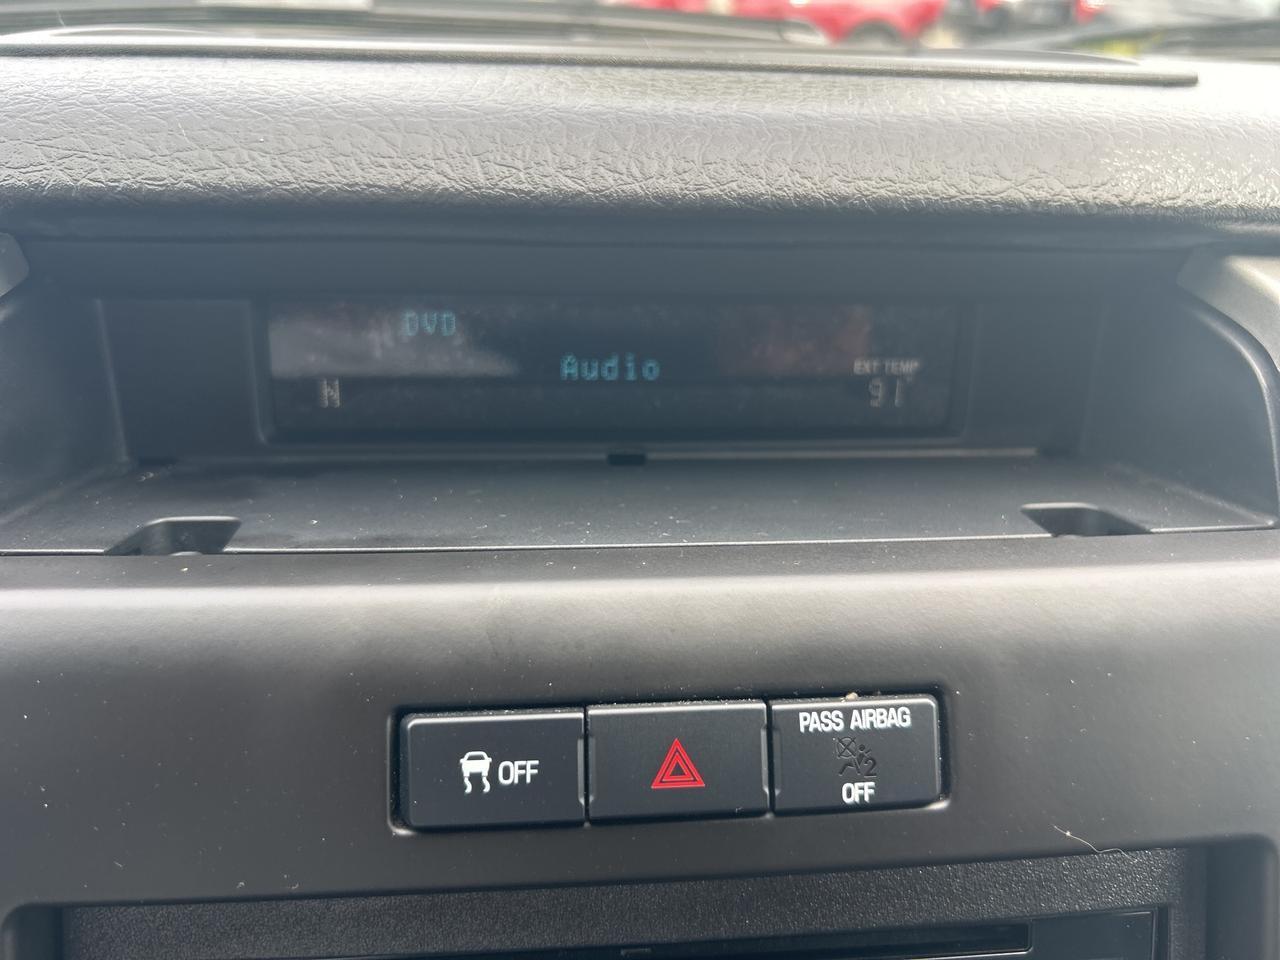 DVD
Audio
EXT TEMP
N
91°
OFF
PASS AIRBAG
2
OFF